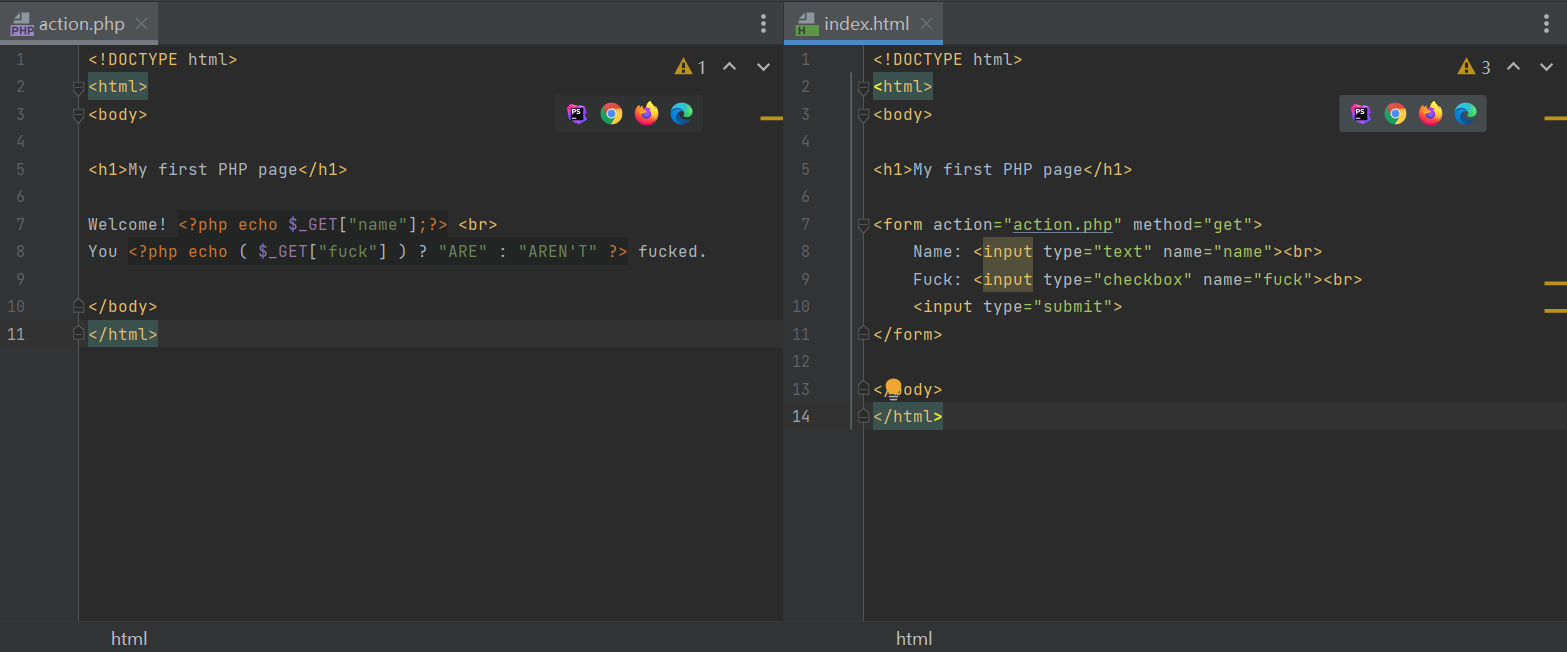 action.php
1 <!DOCTYPE html>
2 <html>
3 <body>
4
5 <h1>My first PHP page</h1>
6
7 Welcome! <?php echo $_GET["name"];?> <br>
8 You <?php echo ( $_GET["fuck"] ) ? "ARE" : "AREN'T" ?> fucked.
9
10 </body>
11 </html>
1
html
index.html
1 <!DOCTYPE html>
2 <html>
3 <body>
4
5 <h1>My first PHP page</h1>
6
7 <form action="action.php" method="get">
8     Name: <input type="text" name="name"><br>
9     Fuck: <input type="checkbox" name="fuck"><br>
10     <input type="submit">
11 </form>
12
13 </body>
14 </html>
3
html